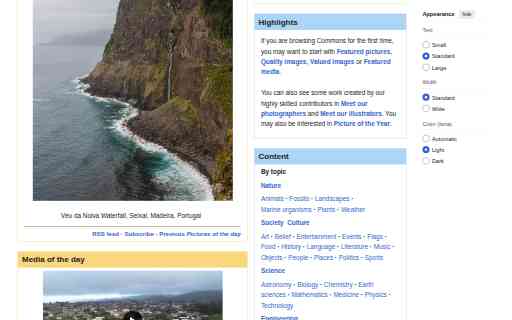 Veu da Noiva Waterfall, Seixal, Madeira, Portugal
RSS feed - Subscribe - Previous Pictures of the day
Media of the day
Highlights
If you are browsing Commons for the first time,
you may want to start with Featured pictures,
Quality images, Valued images or Featured
media.
You can also see some work created by our
highly skilled contributors in Meet our
photographers and Meet our illustrators. You
may also be interested in Picture of the Year.
Content
By topic
Nature
Animals · Fossils · Landscapes ·
Marine organisms · Plants · Weather
Society Culture
Art · Belief · Entertainment · Events · Flags ·
Food · History · Language · Literature · Music ·
Objects · People · Places · Politics · Sports
Science
Astronomy · Biology · Chemistry · Earth
sciences · Mathematics · Medicine · Physics ·
Technology
Engineering
Appearance hide
Text
Small
Standard
Large
Width
Standard
Wide
Color (beta)
Automatic
Light
Dark